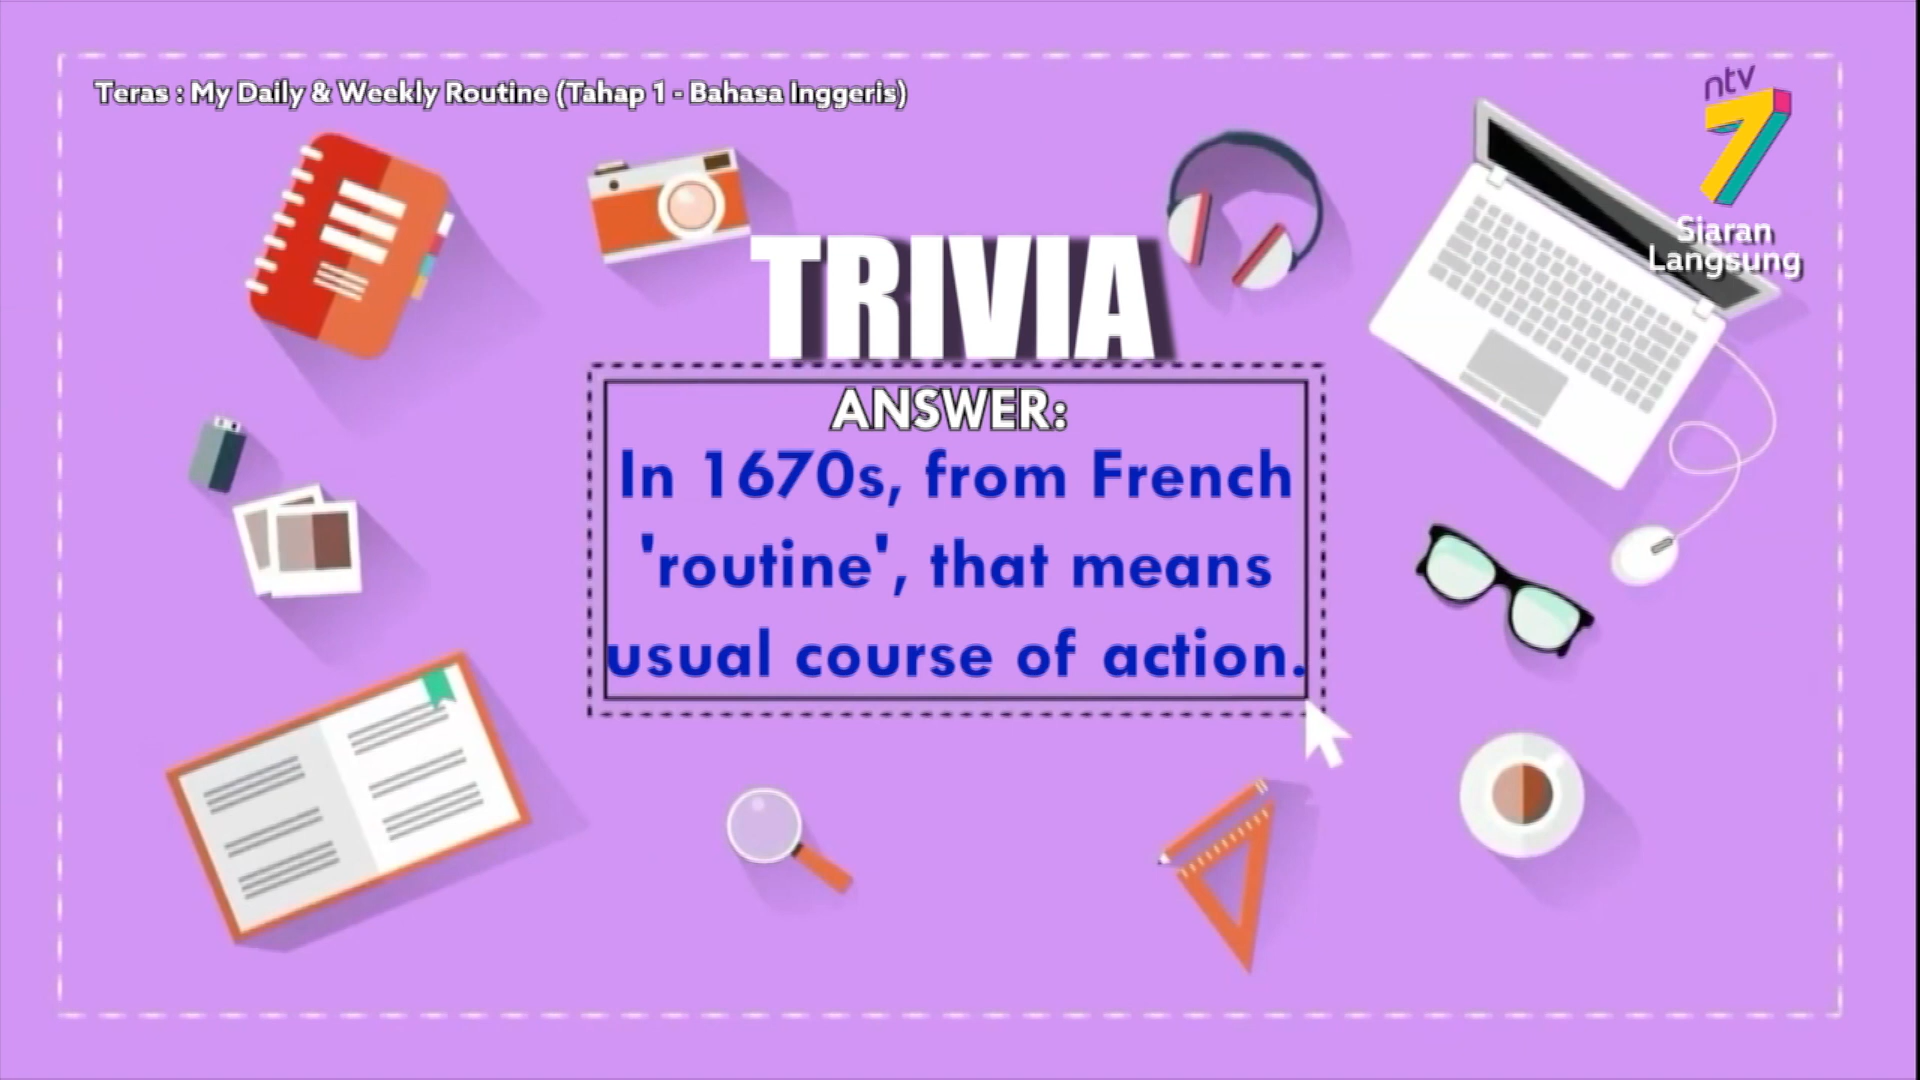 Teras : My Daily & Weekly Routine (Tahap 1 - Bahasa Inggeris)
ntv
7
Siaran
Langsung
TRIVIA
ANSWER:
In 1670s, from French
'routine', that means
usual course of action.